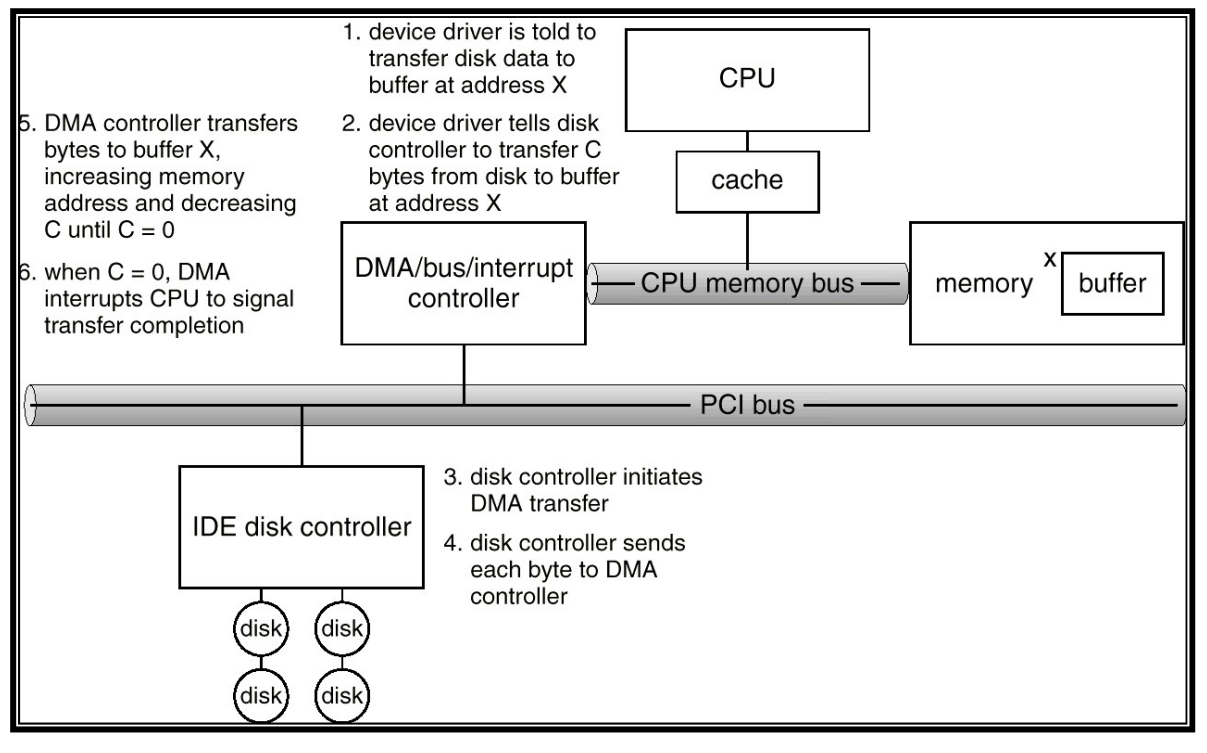 1. device driver is told to
transfer disk data to
buffer at address X
2. device driver tells disk
controller to transfer C
bytes from disk to buffer
at address X
5. DMA controller transfers
bytes to buffer X,
increasing memory
address and decreasing
C until C = 0
6. when C = 0, DMA
interrupts CPU to signal
transfer completion
CPU
cache
DMA/bus/interrupt
controller
CPU memory bus
memory
x
buffer
PCI bus
IDE disk controller
3. disk controller initiates
DMA transfer
4. disk controller sends
each byte to DMA
controller
disk
disk
disk
disk